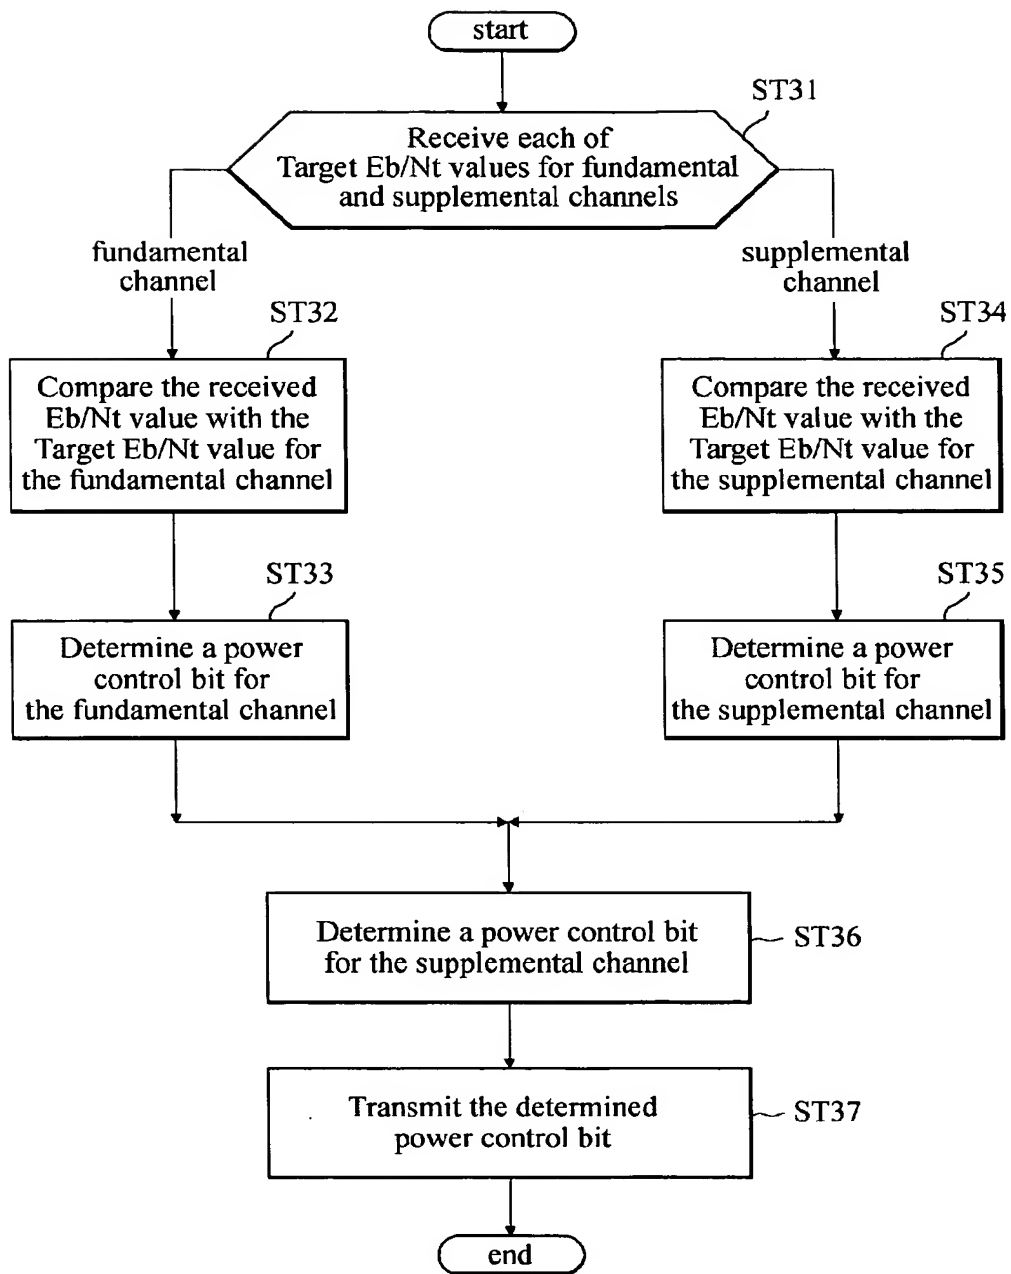 start
ST31
Receive each of
Target Eb/Nt values for fundamental
and supplemental channels
fundamental
channel
supplemental
channel
ST32
Compare the received
Eb/Nt value with the
Target Eb/Nt value for
the fundamental channel
ST34
Compare the received
Eb/Nt value with the
Target Eb/Nt value for
the supplemental channel
ST33
Determine a power
control bit for
the fundamental channel
ST35
Determine a power
control bit for
the supplemental channel
Determine a power control bit
for the supplemental channel
ST36
Transmit the determined
power control bit
ST37
end